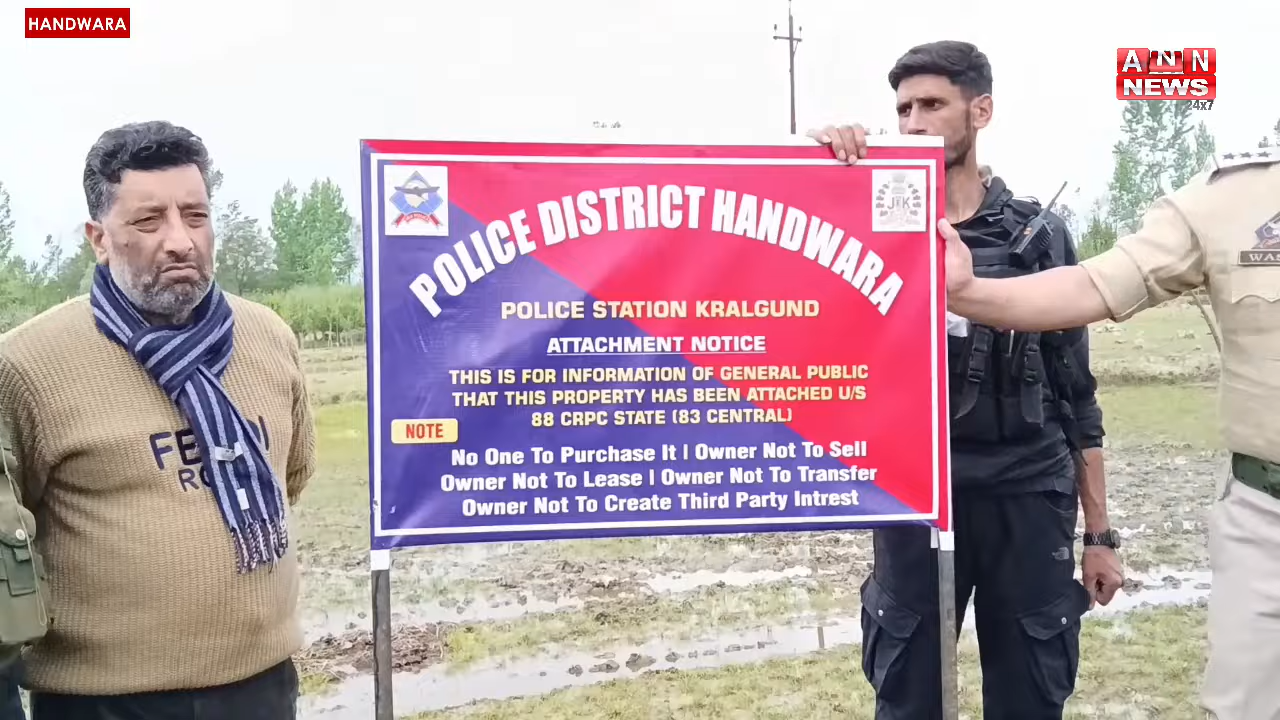 HANDWARA
ANN
NEWS
24x7
POLICE DISTRICT HANDWARA
J&K
POLICE STATION KRALGUND
ATTACHMENT NOTICE
THIS IS FOR INFORMATION OF GENERAL PUBLIC
THAT THIS PROPERTY HAS BEEN ATTACHED U/S
88 CRPC STATE (83 CENTRAL)
NOTE
No One To Purchase It | Owner Not To Sell
Owner Not To Lease | Owner Not To Transfer
Owner Not To Create Third Party Intrest
WAS